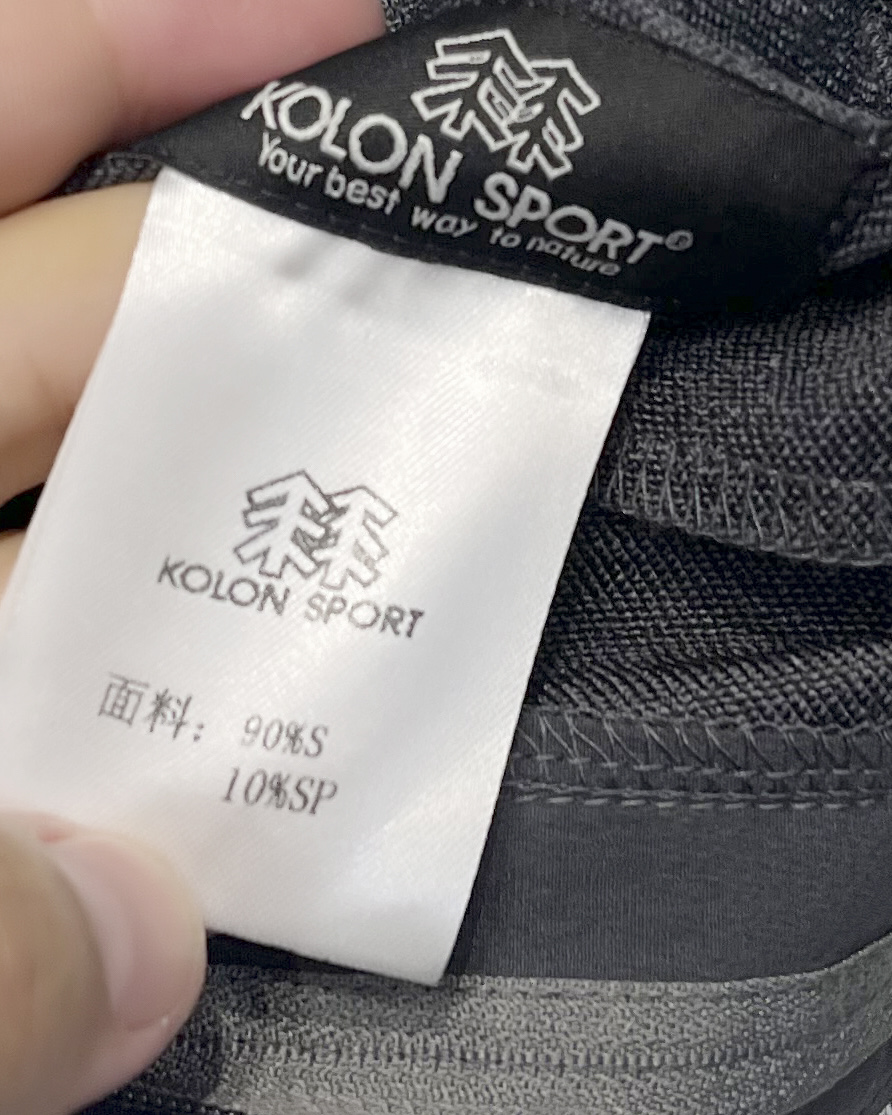 KOLON SPORT®
Your best way to nature
KOLON SPORT
面料：90%S
10%SP